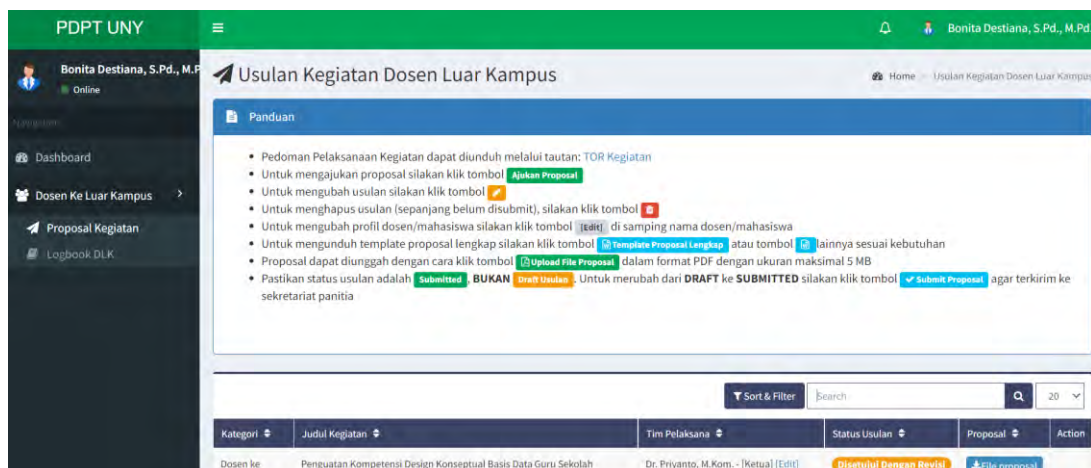 PDPT UNY
Bonita Destiana, S.Pd., M.Pd
Bonita Destiana, S.Pd., M.P
Online
Usulan Kegiatan Dosen Luar Kampus
Home
Usulan Kegiatan Dosen Luar Kampus
Panduan
Dashboard
Dosen Ke Luar Kampus
Proposal Kegiatan
Logbook DLK
Pedoman Pelaksanaan Kegiatan dapat diunduh melalui tautan: TOR Kegiatan
Untuk mengajukan proposal silakan klik tombol Ajukan Proposal
Untuk mengubah usulan silakan klik tombol
Untuk menghapus usulan (sepanjang belum disubmit), silakan klik tombol
Untuk mengubah profil dosen/mahasiswa silakan klik tombol [Edit] di samping nama dosen/mahasiswa
Untuk mengunduh template proposal lengkap silakan klik tombol Template Proposal Lengkap atau tombol lainnya sesuai kebutuhan
Proposal dapat diunggah dengan cara klik tombol Upload File Proposal dalam format PDF dengan ukuran maksimal 5 MB
Pastikan status usulan adalah Submitted, BUKAN Draft Usulan. Untuk merubah dari DRAFT ke SUBMITTED silakan klik tombol Submit Proposal agar terkirim ke
sekretariat panitia
Sort & Filter
Search
20
Kategori
Judul Kegiatan
Tim Pelaksana
Status Usulan
Proposal
Action
Dosen ke
Penguatan Kompetensi Design Konseptual Basis Data Guru Sekolah
Dr. Priyanto, M.Kom. - [Ketua] [Edit]
Disetujui Dengan Revisi
File proposal